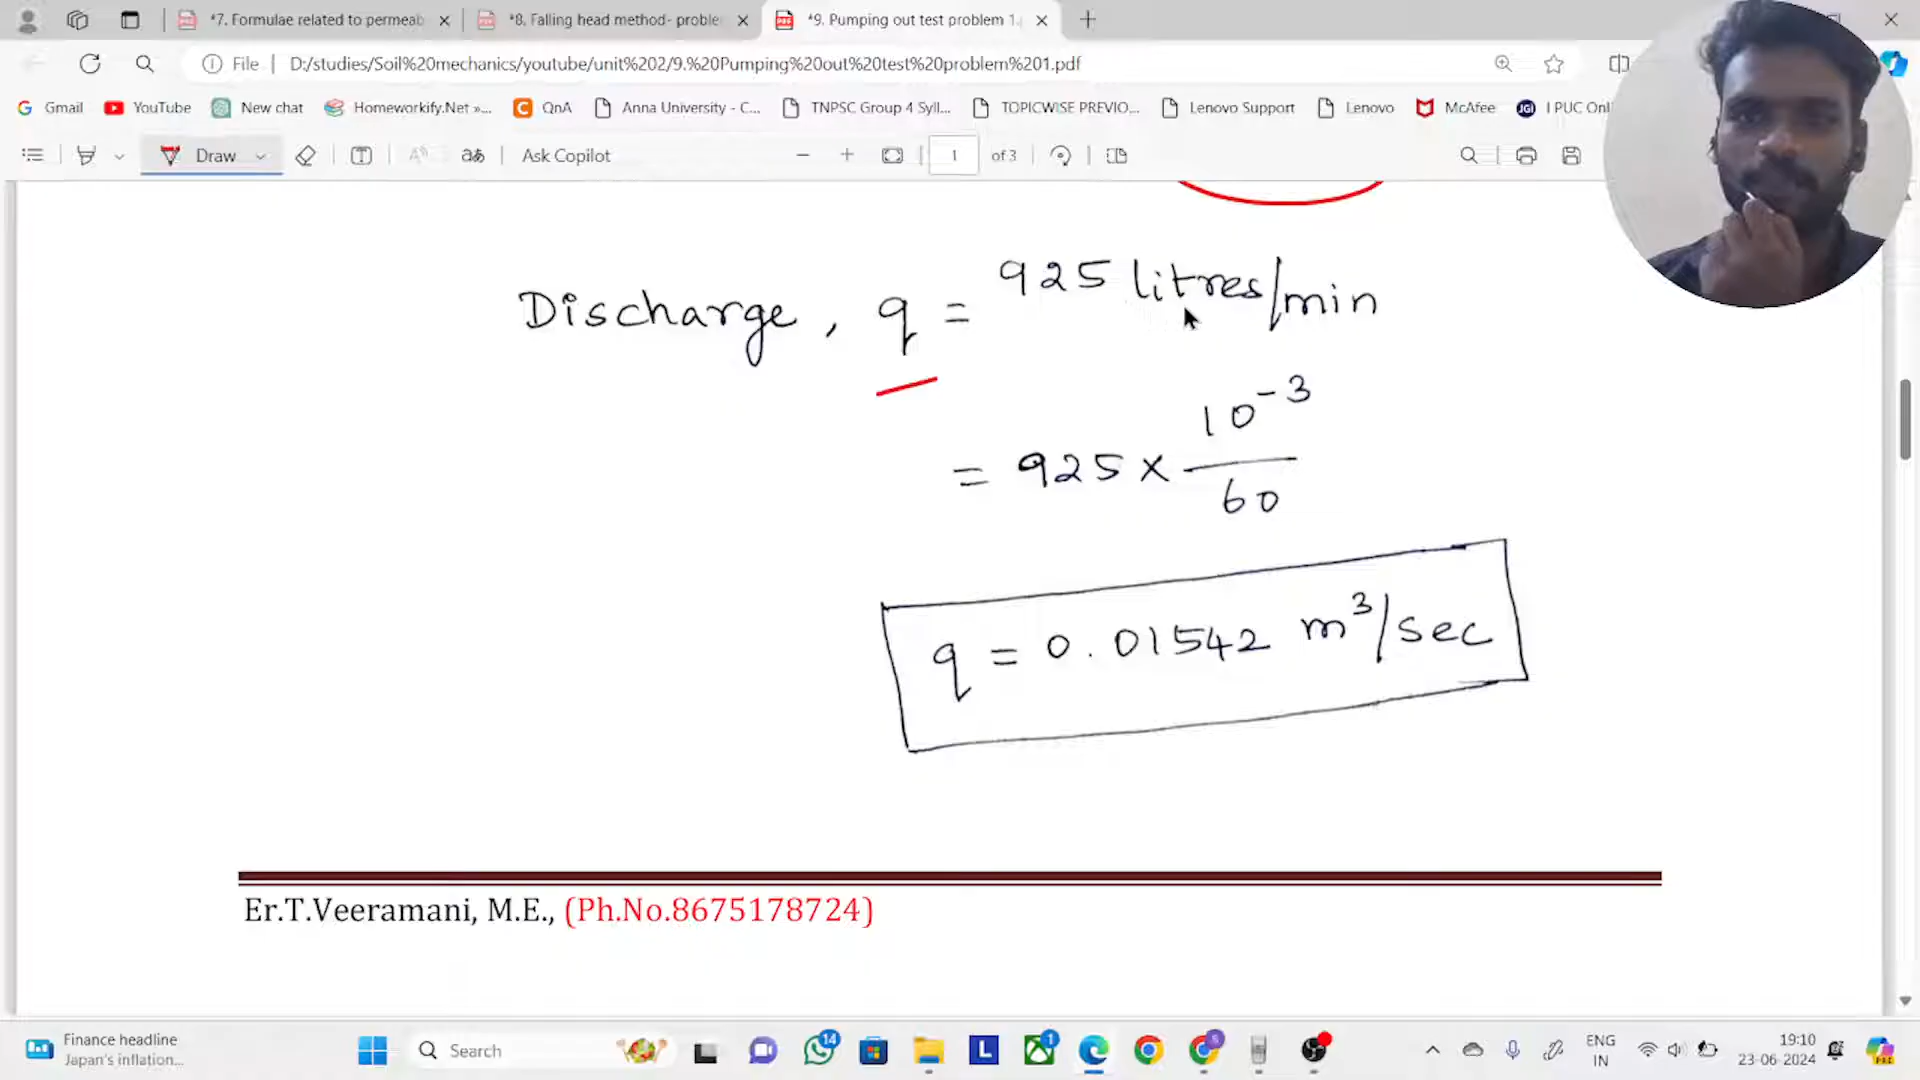 *7. Formulae related to permeab
*8. Falling head method- proble
*9. Pumping out test problem 1.
File
D:/studies/Soil%20mechanics/youtube/unit%202/9.%20Pumping%20out%20test%20problem%201.pdf
Gmail
YouTube
New chat
Homeworkify.Net »...
QnA
Anna University - C...
TNPSC Group 4 Syll...
TOPICWISE PREVIO...
Lenovo Support
Lenovo
McAfee
I PUC Onl
Draw
Ask Copilot
1 of 3
Discharge, q = 925 litres/min
= 925 × 10⁻³/60
q = 0.01542 m³/sec
Er.T.Veeramani, M.E., (Ph.No.8675178724)
Finance headline
Japan's inflation...
Search
14
1
ENG
IN
19:10
23-06-2024